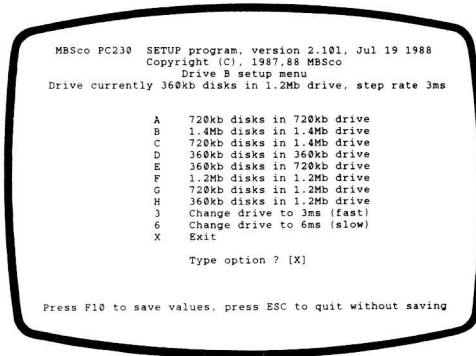 MBSco PC230 SETUP program, version 2.101, Jul 19 1988
Copyright (C), 1987,88 MBSco
Drive B setup menu
Drive currently 360kb disks in 1.2Mb drive, step rate 3ms
A 720kb disks in 720kb drive
B 1.4Mb disks in 1.4Mb drive
C 720kb disks in 1.4Mb drive
D 360kb disks in 360kb drive
E 360kb disks in 720kb drive
F 1.2Mb disks in 1.2Mb drive
G 720kb disks in 1.2Mb drive
H 360kb disks in 1.2Mb drive
3 Change drive to 3ms (fast)
6 Change drive to 6ms (slow)
X Exit
Type option ? [X]
Press F10 to save values, press ESC to quit without saving